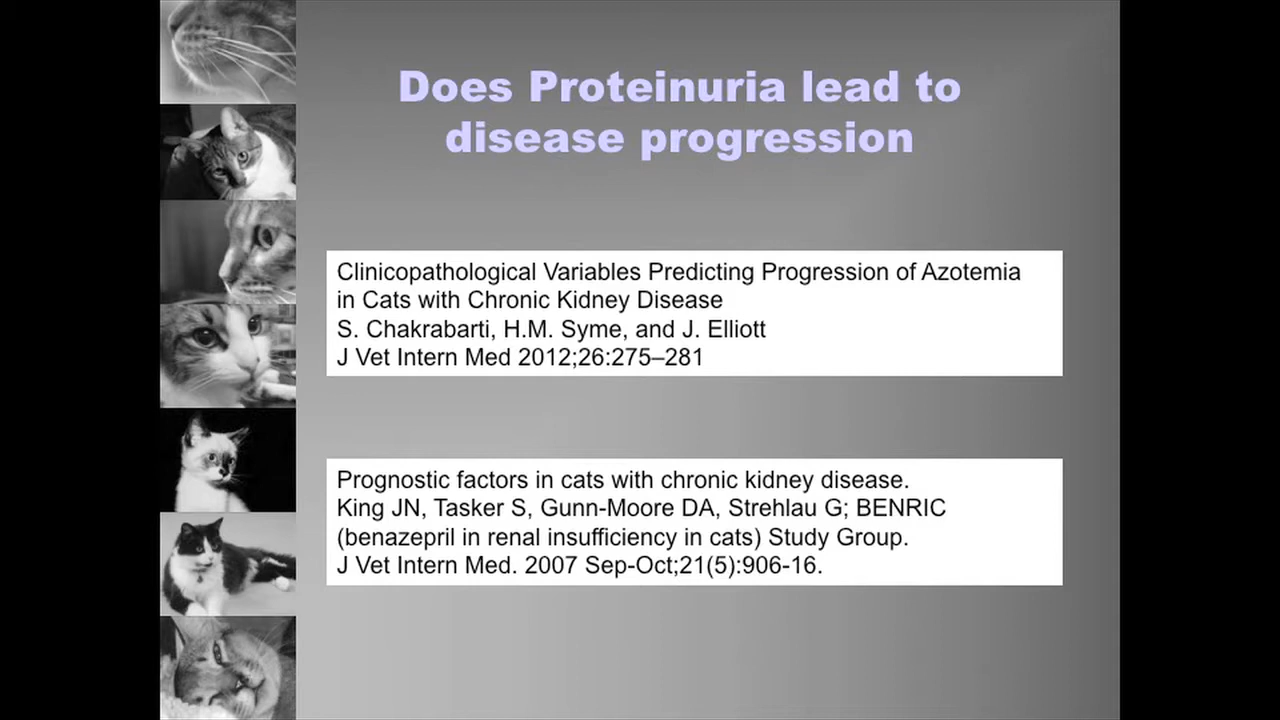 Does Proteinuria lead to
disease progression
Clinicopathological Variables Predicting Progression of Azotemia
in Cats with Chronic Kidney Disease
S. Chakrabarti, H.M. Syme, and J. Elliott
J Vet Intern Med 2012;26:275–281
Prognostic factors in cats with chronic kidney disease.
King JN, Tasker S, Gunn-Moore DA, Strehlau G; BENRIC
(benazepril in renal insufficiency in cats) Study Group.
J Vet Intern Med. 2007 Sep-Oct;21(5):906-16.